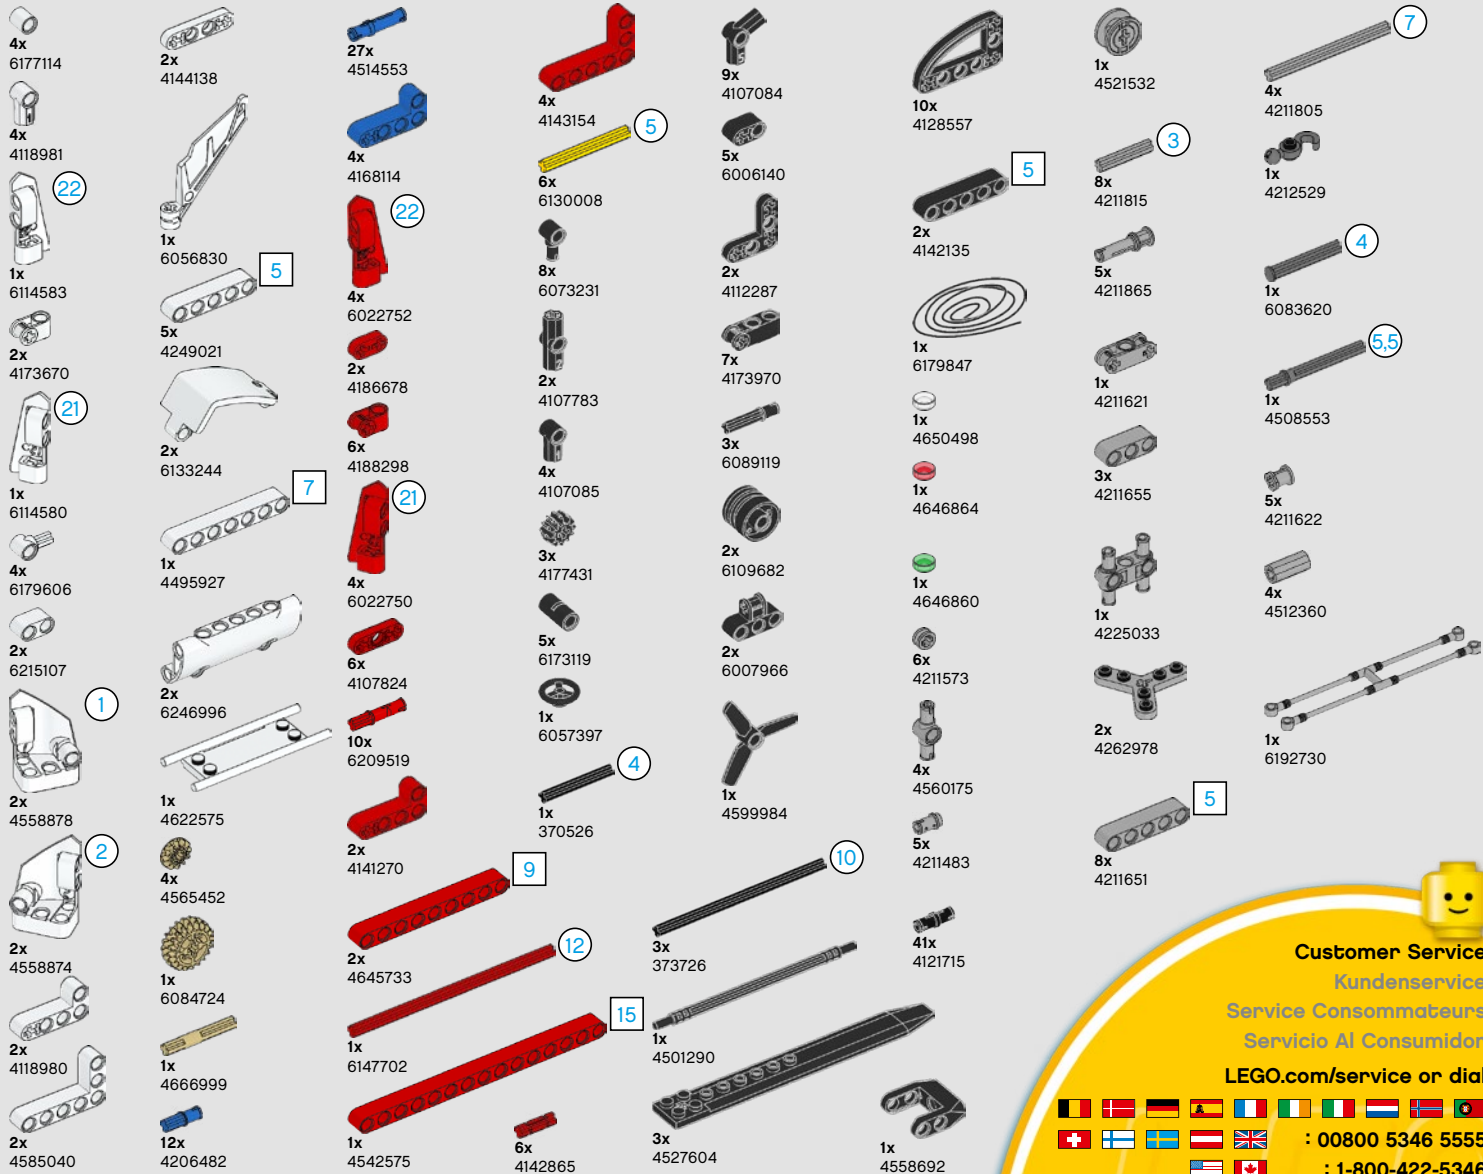 4x
6177114
4x
4118981
22
1x
6114583
2x
4173670
21
1x
6114580
4x
6179606
2x
6215107
1
2x
4558878
2
2x
4558874
2x
4118980
2x
4585040
2x
4144138
1x
6056830
5
5x
4249021
2x
6133244
7
1x
4495927
2x
6246996
1x
4622575
4x
4565452
1x
6084724
1x
4666999
12x
4206482
27x
4514553
4x
4168114
22
4x
6022752
2x
4186678
6x
4188298
21
4x
6022750
6x
4107824
10x
6209519
2x
4141270
9
2x
4645733
12
1x
6147702
15
1x
4542575
4x
4143154
5
6x
6130008
8x
6073231
2x
4107783
4x
4107085
3x
4177431
5x
6173119
1x
6057397
4
1x
370526
6x
4142865
9x
4107084
5x
6006140
2x
4112287
7x
4173970
3x
6089119
2x
6109682
2x
6007966
1x
4599984
10
3x
373726
1x
4501290
3x
4527604
10x
4128557
5
2x
4142135
1x
6179847
1x
4650498
1x
4646864
1x
4646860
6x
4211573
4x
4560175
5x
4211483
41x
4121715
1x
4558692
1x
4521532
3
8x
4211815
5x
4211865
1x
4211621
3x
4211655
1x
4225033
2x
4262978
5
8x
4211651
7
4x
4211805
1x
4212529
4
1x
6083620
5,5
1x
4508553
5x
4211622
4x
4512360
1x
6192730
Customer Service
Kundenservice
Service Consommateurs
Servicio Al Consumidor
LEGO.com/service or dial
: 00800 5346 5555
: 1-800-422-5346